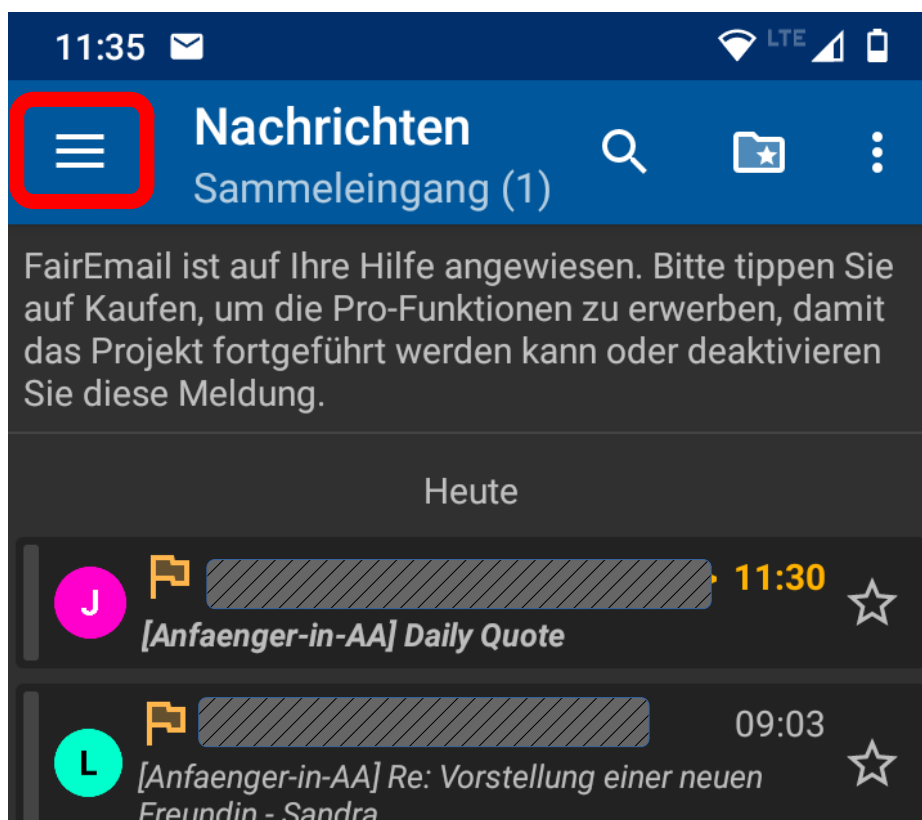 11:35 LTE
Nachrichten
Sammeleingang (1)
FairEmail ist auf Ihre Hilfe angewiesen. Bitte tippen Sie
auf Kaufen, um die Pro-Funktionen zu erwerben, damit
das Projekt fortgeführt werden kann oder deaktivieren
Sie diese Meldung.
Heute
J 11:30
[Anfaenger-in-AA] Daily Quote
L 09:03
[Anfaenger-in-AA] Re: Vorstellung einer neuen
Freundin - Sandra